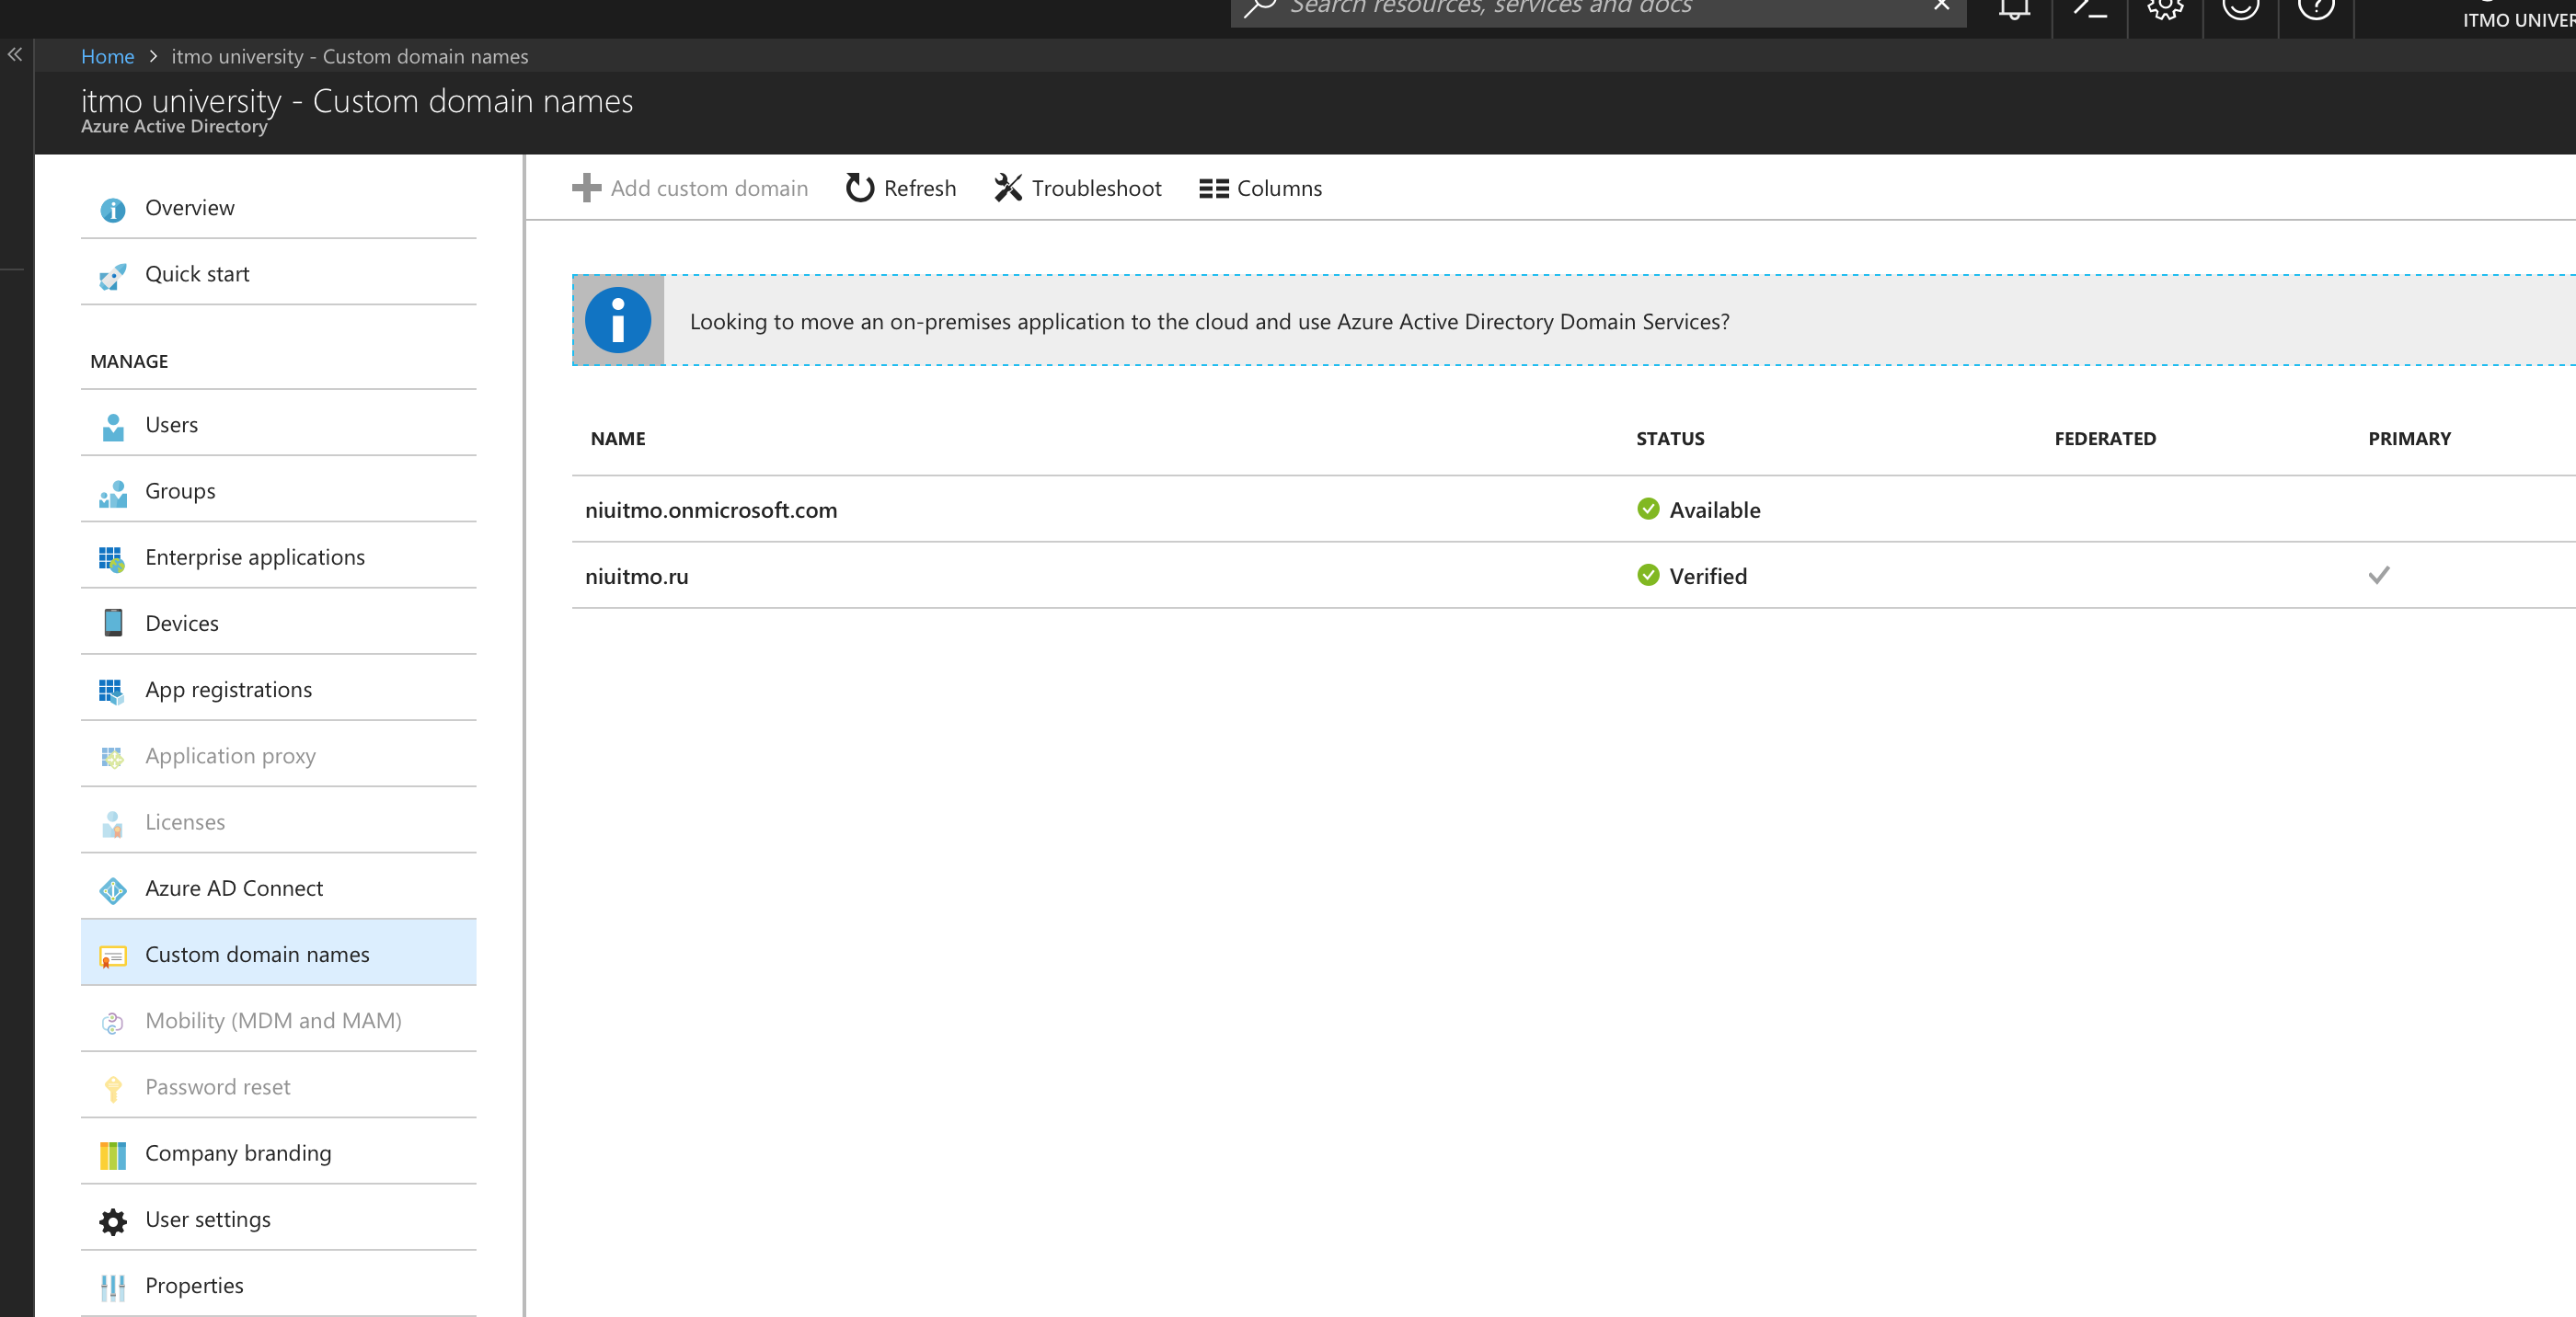 Search resources, services and docs
ITMO UNIVER
Home > itmo university - Custom domain names
itmo university - Custom domain names
Azure Active Directory
Overview
Quick start
MANAGE
Users
Groups
Enterprise applications
Devices
App registrations
Application proxy
Licenses
Azure AD Connect
Custom domain names
Mobility (MDM and MAM)
Password reset
Company branding
User settings
Properties
Add custom domain Refresh Troubleshoot Columns
Looking to move an on-premises application to the cloud and use Azure Active Directory Domain Services?
NAME STATUS FEDERATED PRIMARY
niuitmo.onmicrosoft.com Available
niuitmo.ru Verified